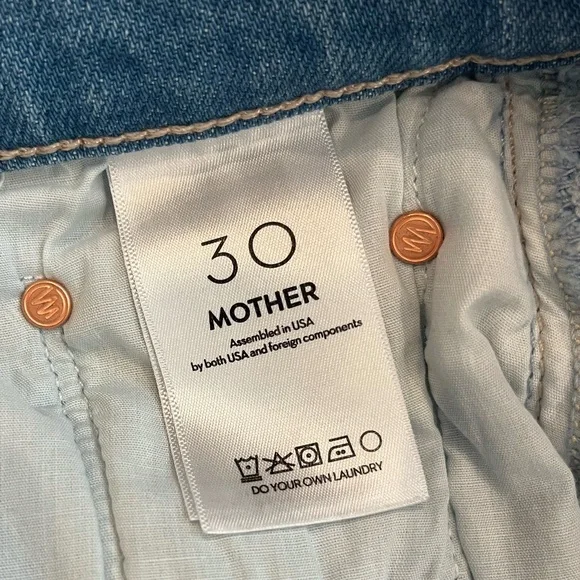 30
MOTHER
Assembled in USA
by both USA and foreign components
DO YOUR OWN LAUNDRY